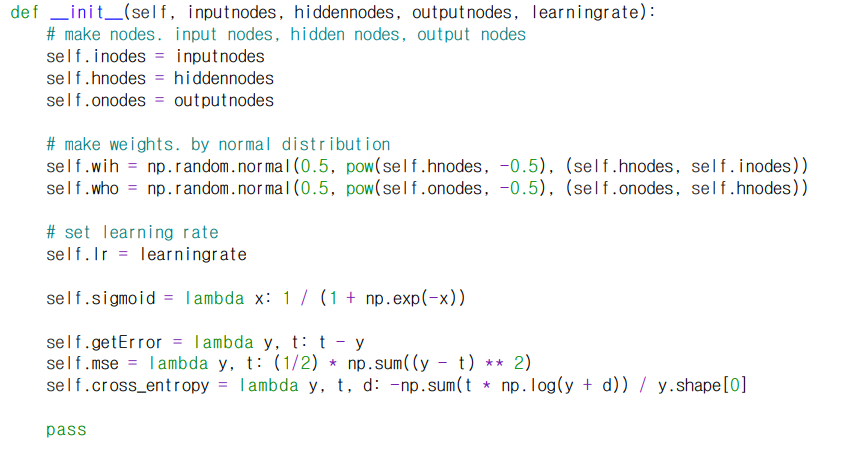 def __init__(self, inputnodes, hiddennodes, outputnodes, learningrate):
    # make nodes. input nodes, hidden nodes, output nodes
    self.inodes = inputnodes
    self.hnodes = hiddennodes
    self.onodes = outputnodes

    # make weights. by normal distribution
    self.wih = np.random.normal(0.5, pow(self.hnodes, -0.5), (self.hnodes, self.inodes))
    self.who = np.random.normal(0.5, pow(self.onodes, -0.5), (self.onodes, self.hnodes))

    # set learning rate
    self.lr = learningrate

    self.sigmoid = lambda x: 1 / (1 + np.exp(-x))

    self.getError = lambda y, t: t - y
    self.mse = lambda y, t: (1/2) * np.sum((y - t) ** 2)
    self.cross_entropy = lambda y, t, d: -np.sum(t * np.log(y + d)) / y.shape[0]

    pass